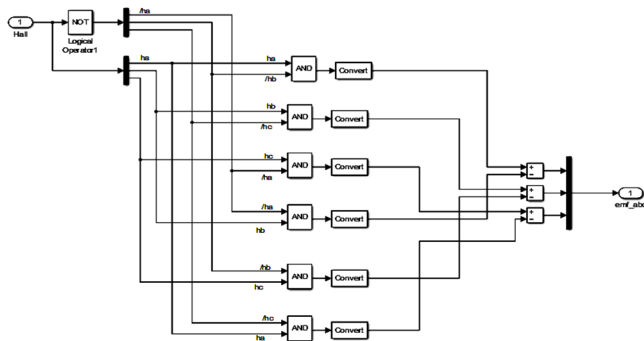 1
Hall
NOT
Logical
Operator1
/ha
ha
ha
/hb
AND
Convert
hb
/hc
AND
Convert
hc
/ha
AND
Convert
/ha
hb
AND
Convert
/hb
hc
AND
Convert
/hc
ha
AND
Convert
+
−
+
−
+
−
1
emf_abc